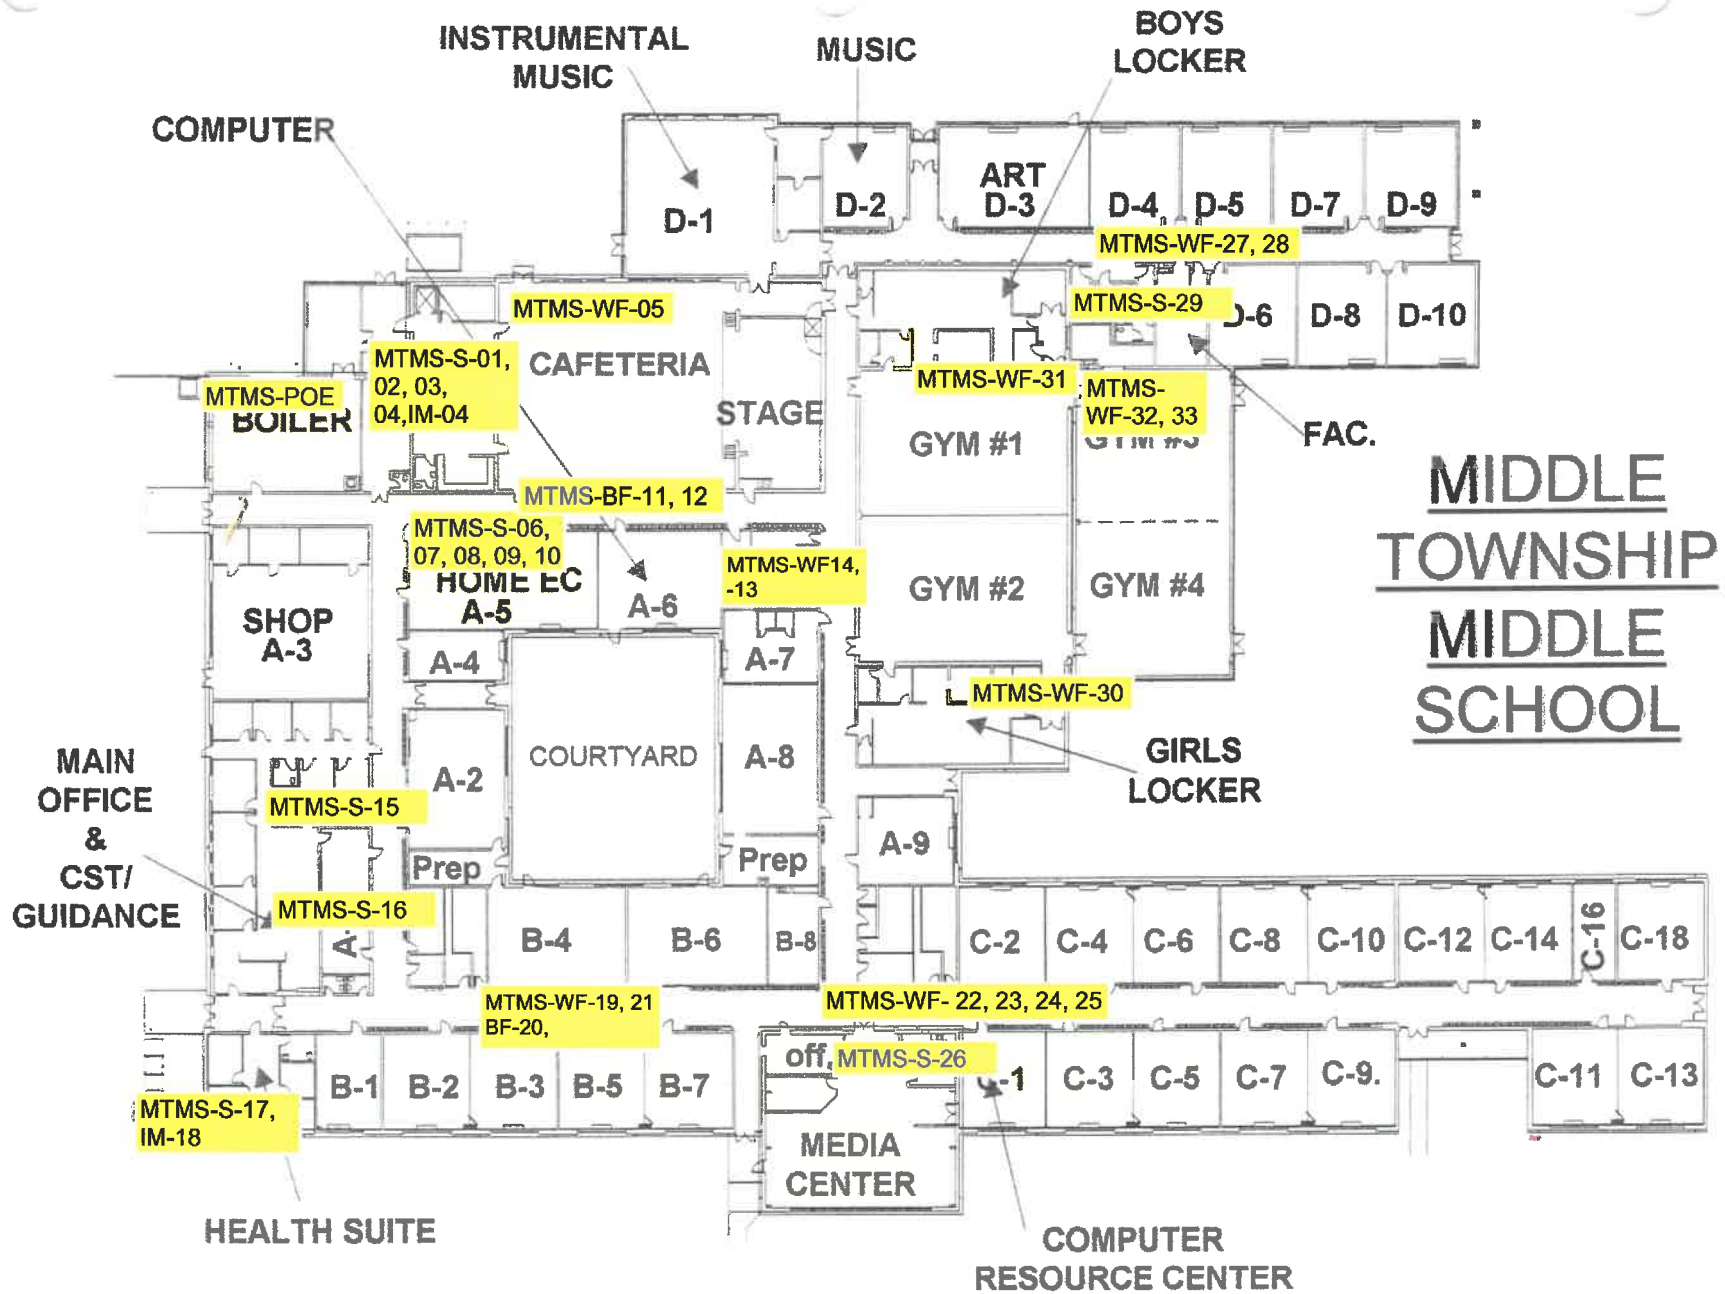 INSTRUMENTAL
MUSIC
MUSIC
BOYS
LOCKER
COMPUTER
D-1
D-2
ART
D-3
D-4
D-5
D-7
D-9
MTMS-WF-27, 28
MTMS-WF-05
MTMS-S-29
D-6
D-8
D-10
MTMS-S-01,
02, 03,
04,IM-04
CAFETERIA
STAGE
MTMS-POE
BOILER
MTMS-WF-31
MTMS-
WF-32, 33
GYM #1
GYM #3
FAC.
MIDDLE
TOWNSHIP
MIDDLE
SCHOOL
MTMS-BF-11, 12
MTMS-S-06,
07, 08, 09, 10
HOME EC
A-5
A-6
MTMS-WF14,
-13
GYM #2
GYM #4
SHOP
A-3
A-4
A-7
MTMS-WF-30
GIRLS
LOCKER
MAIN
OFFICE
&
CST/
GUIDANCE
A-2
COURTYARD
A-8
MTMS-S-15
A-9
Prep
Prep
MTMS-S-16
A-
B-4
B-6
B-8
C-2
C-4
C-6
C-8
C-10
C-12
C-14
C-16
C-18
MTMS-WF-19, 21
BF-20,
MTMS-WF- 22, 23, 24, 25
off.
MTMS-S-26
B-1
B-2
B-3
B-5
B-7
-1
C-3
C-5
C-7
C-9.
C-11
C-13
MTMS-S-17,
IM-18
MEDIA
CENTER
HEALTH SUITE
COMPUTER
RESOURCE CENTER